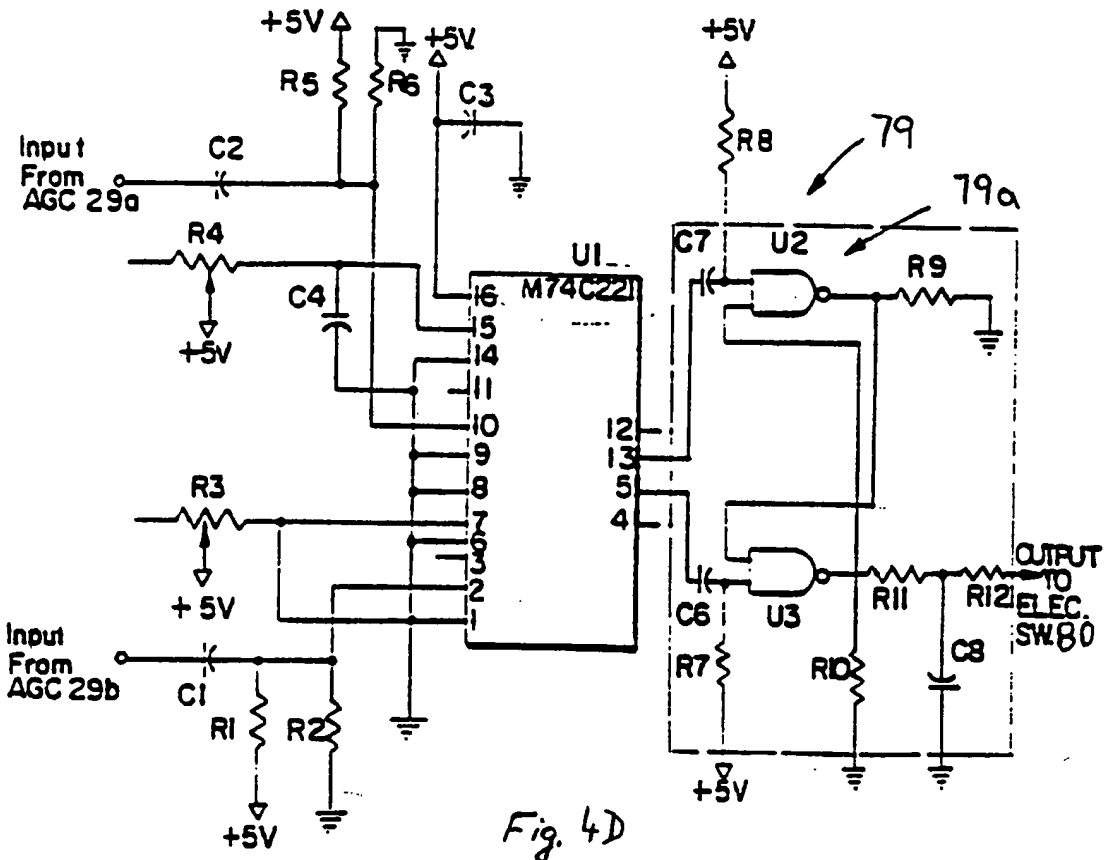 +5V
+5V
+5V
R5
R6
C3
R8
79
Input
From
AGC 29a
C2
79a
R4
C4
+5V
U1
M74C221
C7
U2
R9
16
15
14
11
10
9
8
7
6
3
2
1
12
13
5
4
R3
+5V
Input
From
AGC 29b
C1
R1
R2
+5V
C6
U3
R7
+5V
R10
R11
C8
R12
OUTPUT
TO
ELEC.
SW.80
Fig. 4D